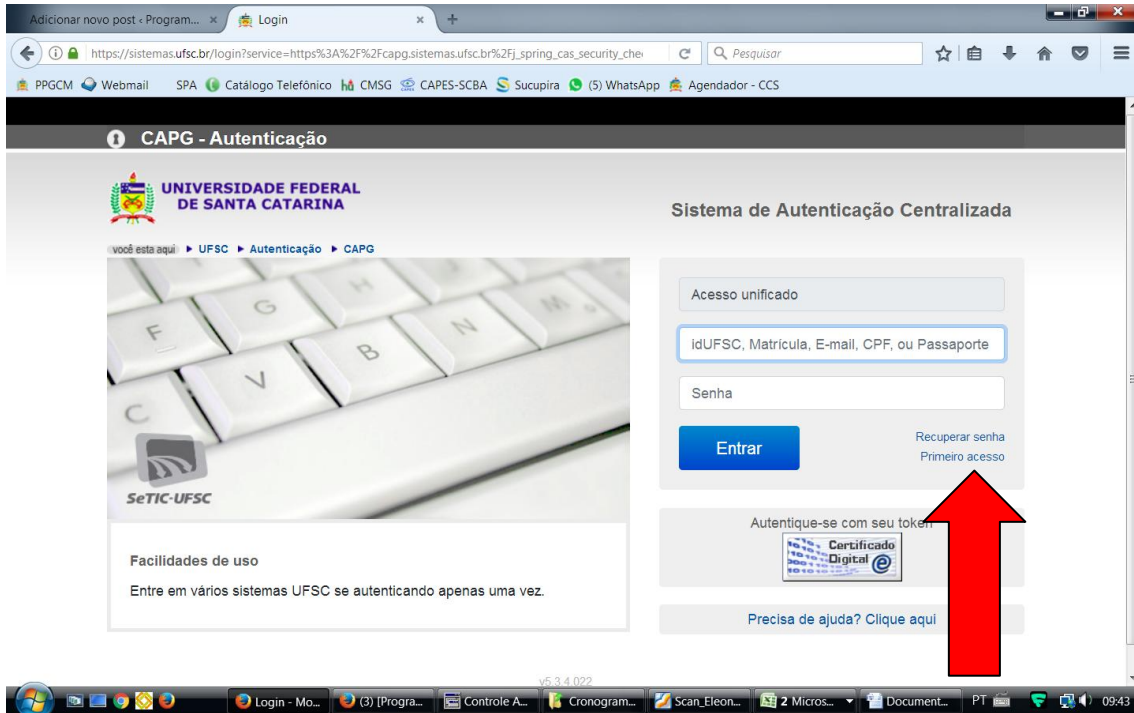 Adicionar novo post ‹ Program...
Login
https://sistemas.ufsc.br/login?service=https%3A%2F%2Fcapg.sistemas.ufsc.br%2Fj_spring_cas_security_che
Pesquisar
PPGCM Webmail SPA Catálogo Telefônico CMSG CAPES-SCBA Sucupira (5) WhatsApp Agendador - CCS
CAPG - Autenticação
UNIVERSIDADE FEDERAL
DE SANTA CATARINA
Sistema de Autenticação Centralizada
você esta aqui UFSC Autenticação CAPG
F G H M N B V C
SeTIC-UFSC
Acesso unificado
idUFSC, Matrícula, E-mail, CPF, ou Passaporte
Senha
Entrar
Recuperar senha
Primeiro acesso
Autentique-se com seu token
Certificado
Digital
Facilidades de uso
Entre em vários sistemas UFSC se autenticando apenas uma vez.
Precisa de ajuda? Clique aqui
v5.3.4.022
Login - Mo... (3) [Progra... Controle A... Cronogram... Scan_Eleon... 2 Micros... Document... PT 09:43